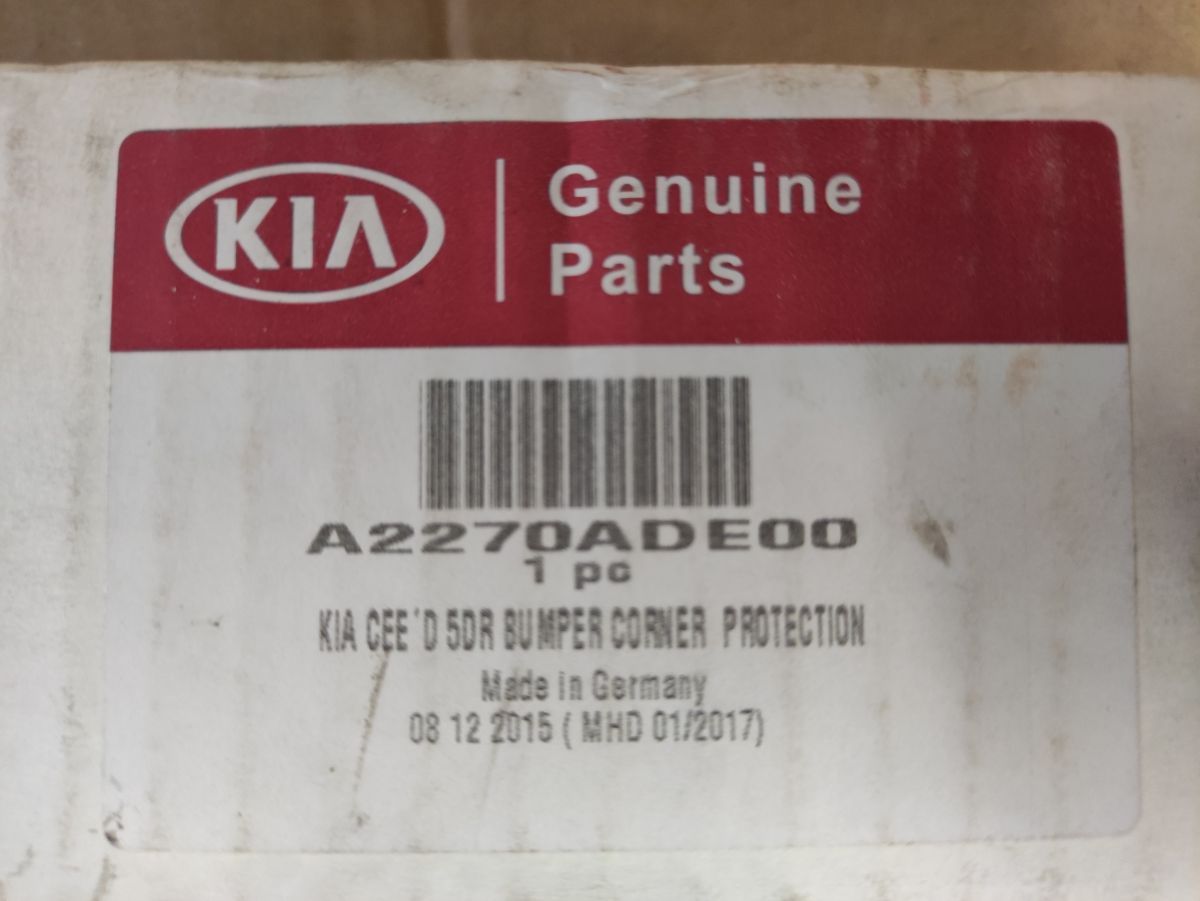 KIA
Genuine
Parts
A2270ADE00
1 pc
KIA CEE'D 5DR BUMPER CORNER PROTECTION
Made in Germany
08 12 2015 ( MHD 01/2017)